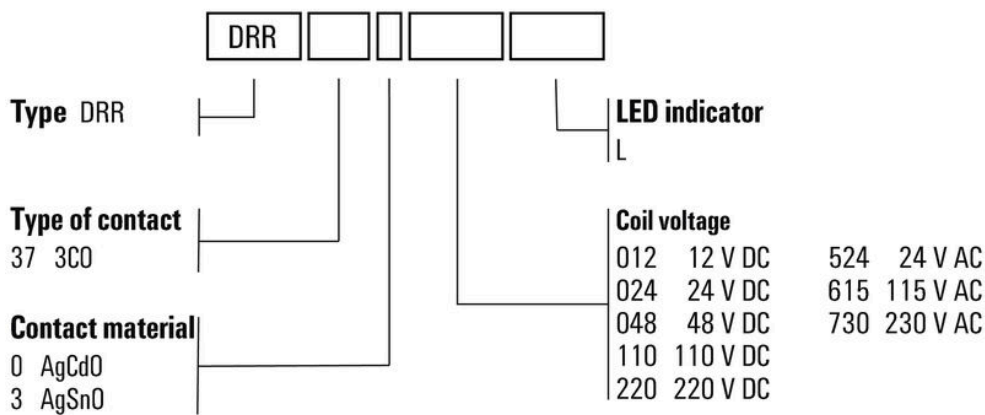 DRR
Type DRR
LED indicator
L
Type of contact
37 3CO
Contact material
0 AgCdO
3 AgSnO
Coil voltage
012 12 V DC 524 24 V AC
024 24 V DC 615 115 V AC
048 48 V DC 730 230 V AC
110 110 V DC
220 220 V DC